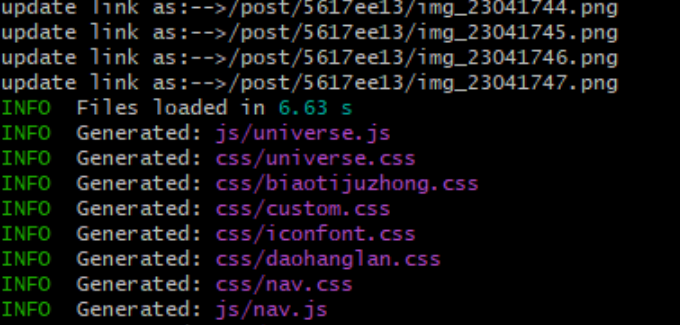 update link as:-->/post/5617ee13/img_23041744.png
update link as:-->/post/5617ee13/img_23041745.png
update link as:-->/post/5617ee13/img_23041746.png
update link as:-->/post/5617ee13/img_23041747.png
INFO  Files loaded in 6.63 s
INFO  Generated: js/universe.js
INFO  Generated: css/universe.css
INFO  Generated: css/biaotijuzhong.css
INFO  Generated: css/custom.css
INFO  Generated: css/iconfont.css
INFO  Generated: css/daohanglan.css
INFO  Generated: css/nav.css
INFO  Generated: js/nav.js